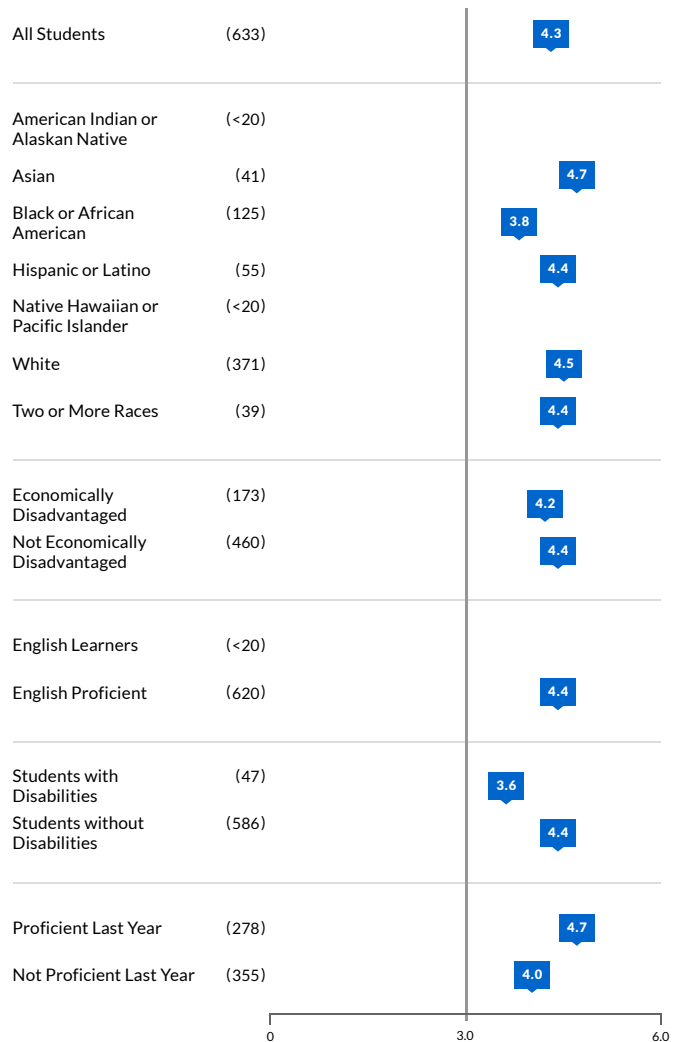 All Students (633) 4.3
American Indian or (<20)
Alaskan Native
Asian (41) 4.7
Black or African (125) 3.8
American
Hispanic or Latino (55) 4.4
Native Hawaiian or (<20)
Pacific Islander
White (371) 4.5
Two or More Races (39) 4.4
Economically (173) 4.2
Disadvantaged
Not Economically (460) 4.4
Disadvantaged
English Learners (<20)
English Proficient (620) 4.4
Students with (47) 3.6
Disabilities
Students without (586) 4.4
Disabilities
Proficient Last Year (278) 4.7
Not Proficient Last Year (355) 4.0
0 3.0 6.0